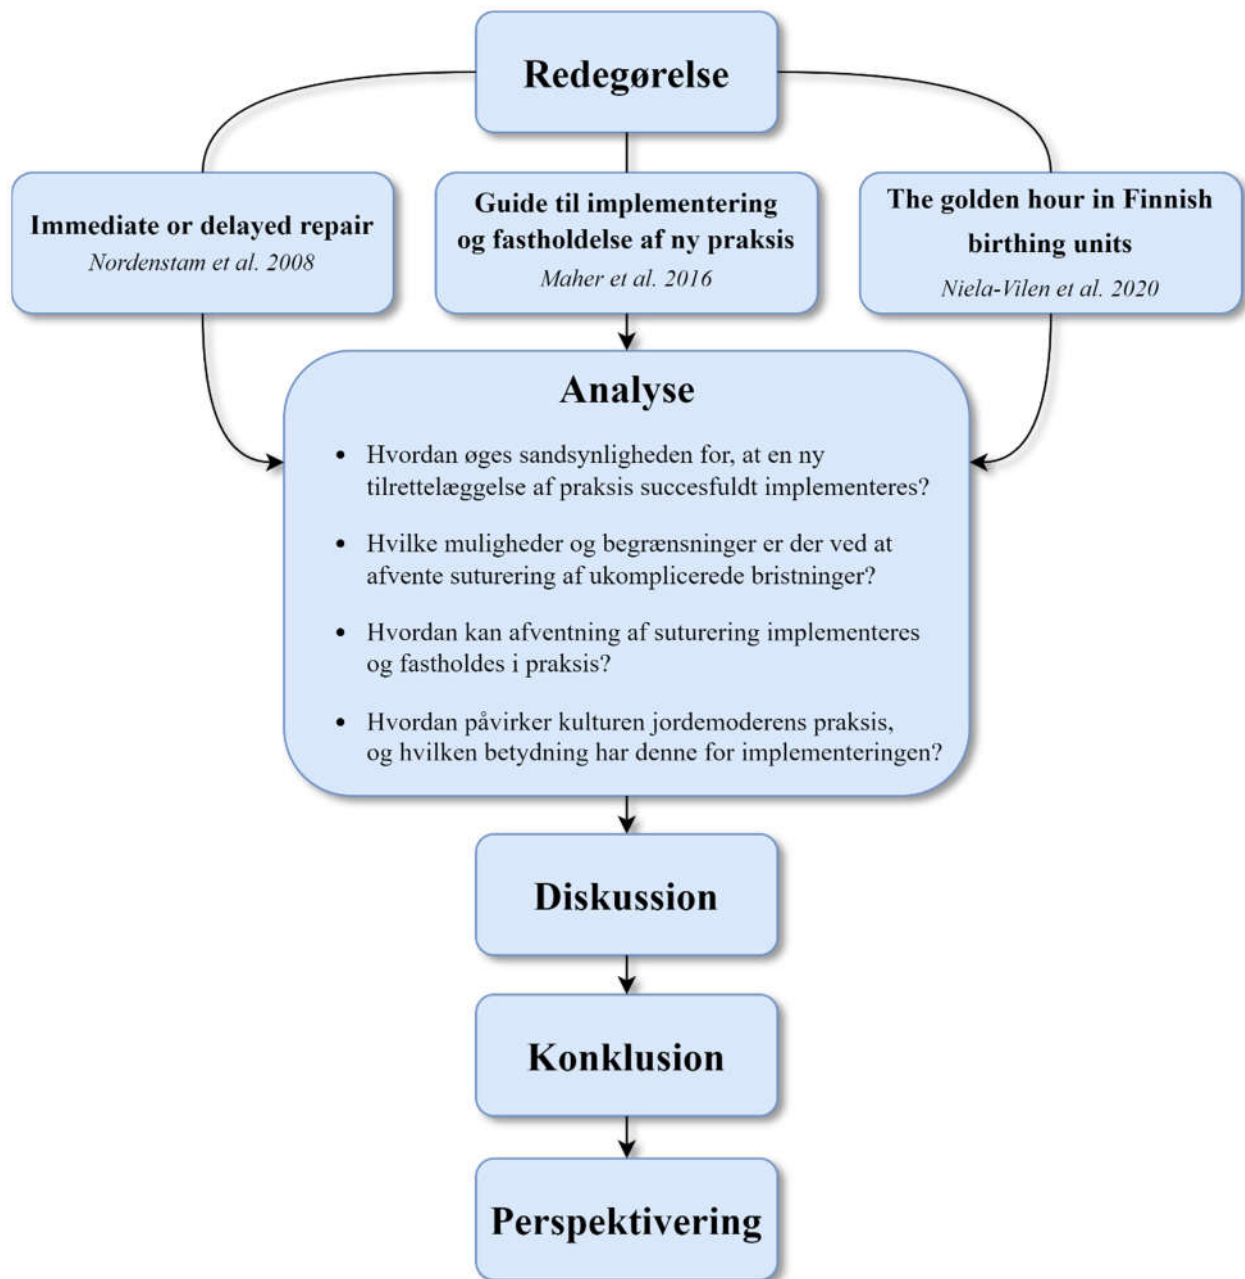 Redegørelse
Immediate or delayed repair
Nordenstam et al. 2008
Guide til implementering
og fastholdelse af ny praksis
Maher et al. 2016
The golden hour in Finnish
birthing units
Niela-Vilen et al. 2020
Analyse
• Hvordan øges sandsynligheden for, at en ny
tilrettelæggelse af praksis succesfuldt implementeres?
• Hvilke muligheder og begrænsninger er der ved at
afvente suturering af ukomplicerede bristninger?
• Hvordan kan afventning af suturering implementeres
og fastholdes i praksis?
• Hvordan påvirker kulturen jordemoderens praksis,
og hvilken betydning har denne for implementeringen?
Diskussion
Konklusion
Perspektivering